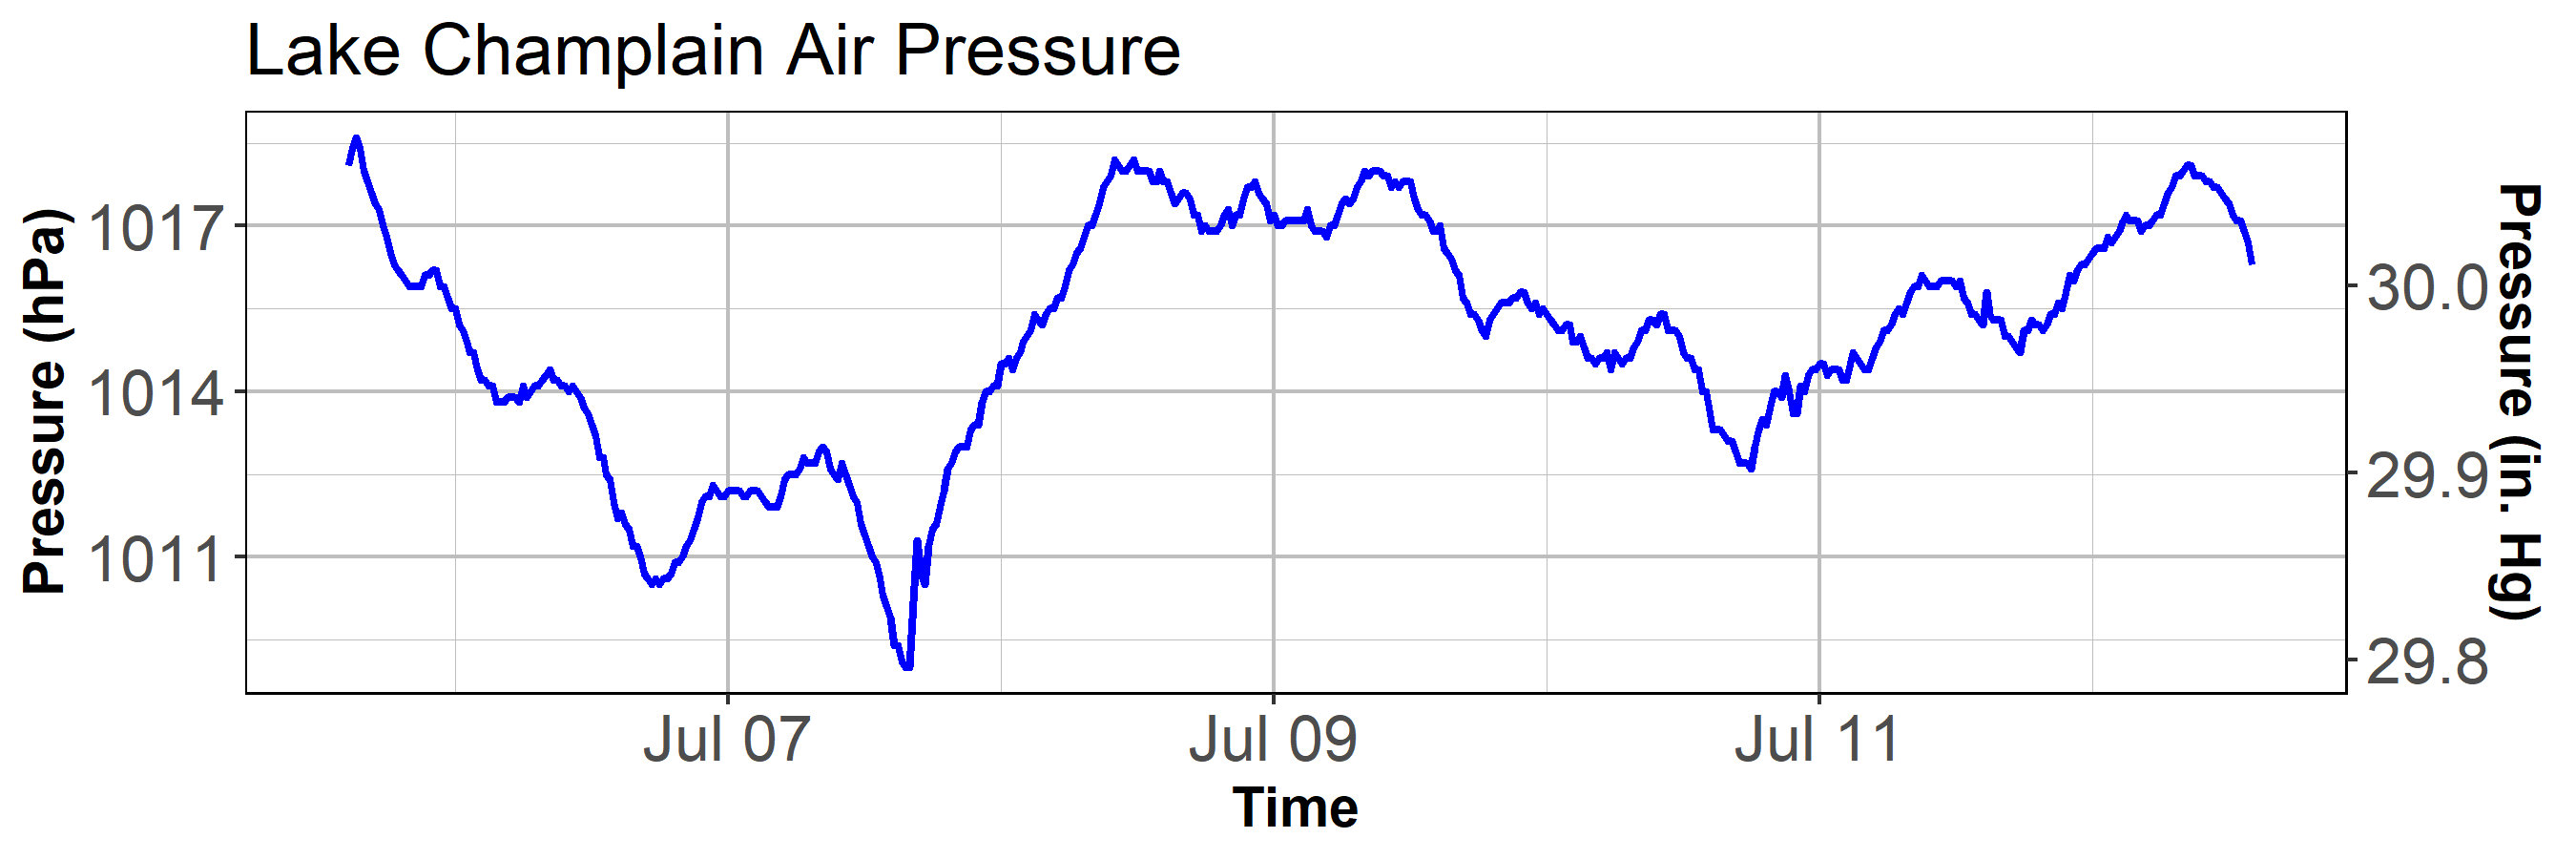 Lake Champlain Air Pressure
Pressure (hPa)
1017
1014
1011
30.0
29.9
29.8
Pressure (in. Hg)
Jul 07
Jul 09
Jul 11
Time